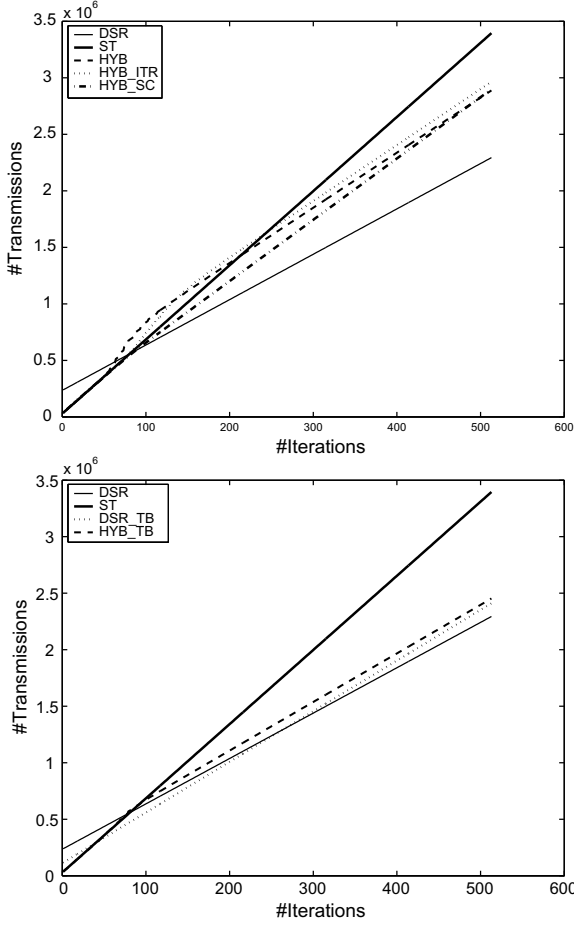 x 10^6
3.5
3
2.5
2
1.5
1
0.5
0
#Transmissions
DSR
ST
HYB
HYB_ITR
HYB_SC
0 100 200 300 400 500 600
#Iterations
x 10^6
3.5
3
2.5
2
1.5
1
0.5
0
#Transmissions
DSR
ST
DSR_TB
HYB_TB
0 100 200 300 400 500 600
#Iterations